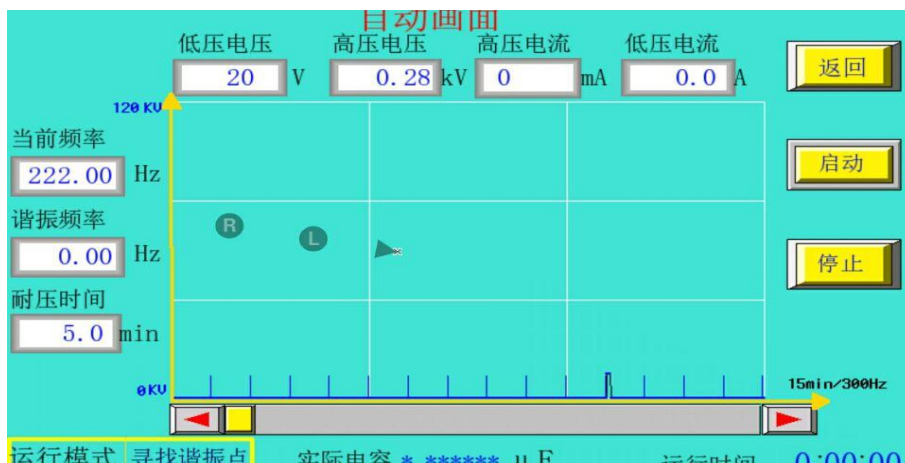 自动画面
低压电压 高压电压 高压电流 低压电流
20 V 0.28 kV 0 mA 0.0 A
返回
120 KV
当前频率
222.00 Hz
启动
谐振频率
R
L
0.00 Hz
停止
耐压时间
5.0 min
0KV
15min/300Hz
运行模式 寻找谐振点 实际电容 *.****** uF 运行时间 0:00:00